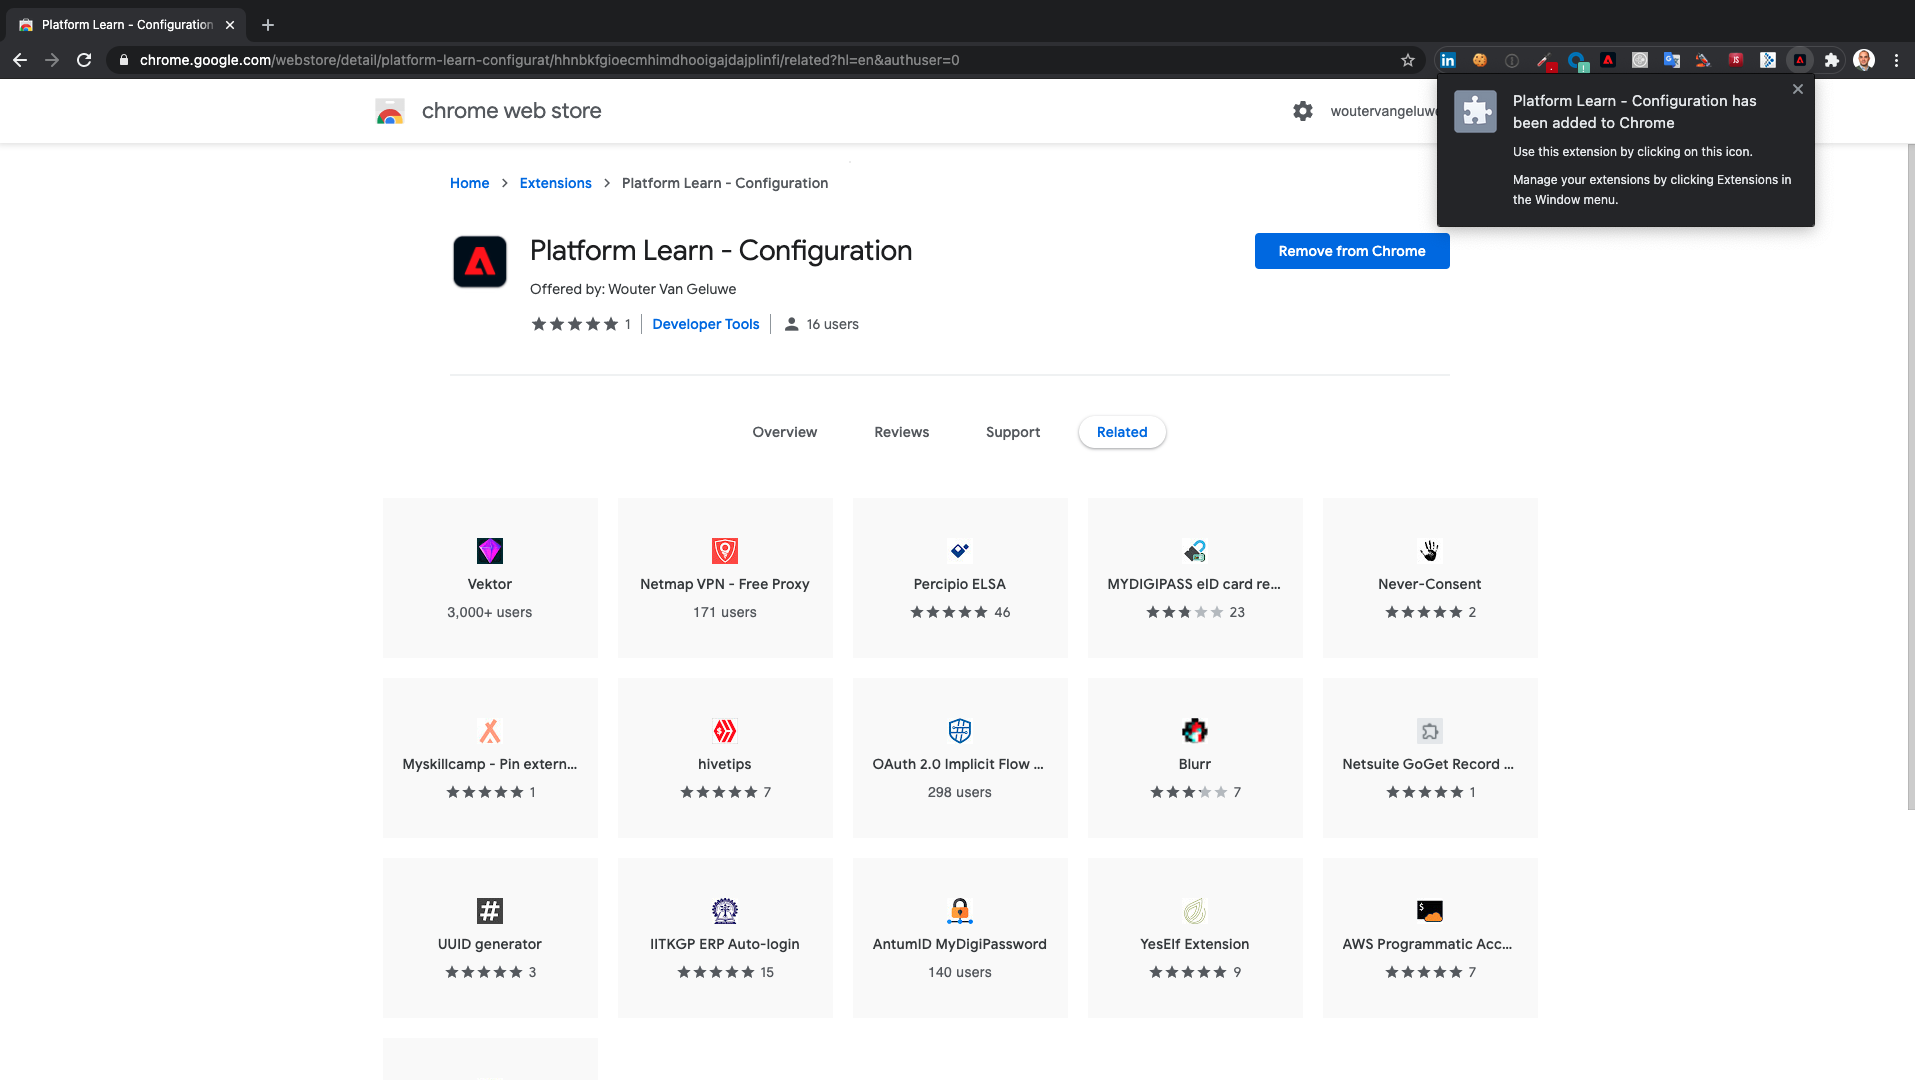 Platform Learn - Configuration
chrome.google.com/webstore/detail/platform-learn-configurat/hhnbkfgioecmhimdhooigajdajplinfi/related?hl=en&authuser=0
chrome web store
woutervangeluwe
Platform Learn - Configuration has
been added to Chrome
Use this extension by clicking on this icon.
Manage your extensions by clicking Extensions in
the Window menu.
Home > Extensions > Platform Learn - Configuration
Platform Learn - Configuration
Remove from Chrome
Offered by: Wouter Van Geluwe
1 Developer Tools 16 users
Overview Reviews Support Related
Vektor
3,000+ users
Netmap VPN - Free Proxy
171 users
Percipio ELSA
46
MYDIGIPASS eID card re...
23
Never-Consent
2
Myskillcamp - Pin extern...
1
hivetips
7
OAuth 2.0 Implicit Flow ...
298 users
Blurr
7
Netsuite GoGet Record ...
1
UUID generator
3
IITKGP ERP Auto-login
15
AntumID MyDigiPassword
140 users
YesElf Extension
9
AWS Programmatic Acc...
7